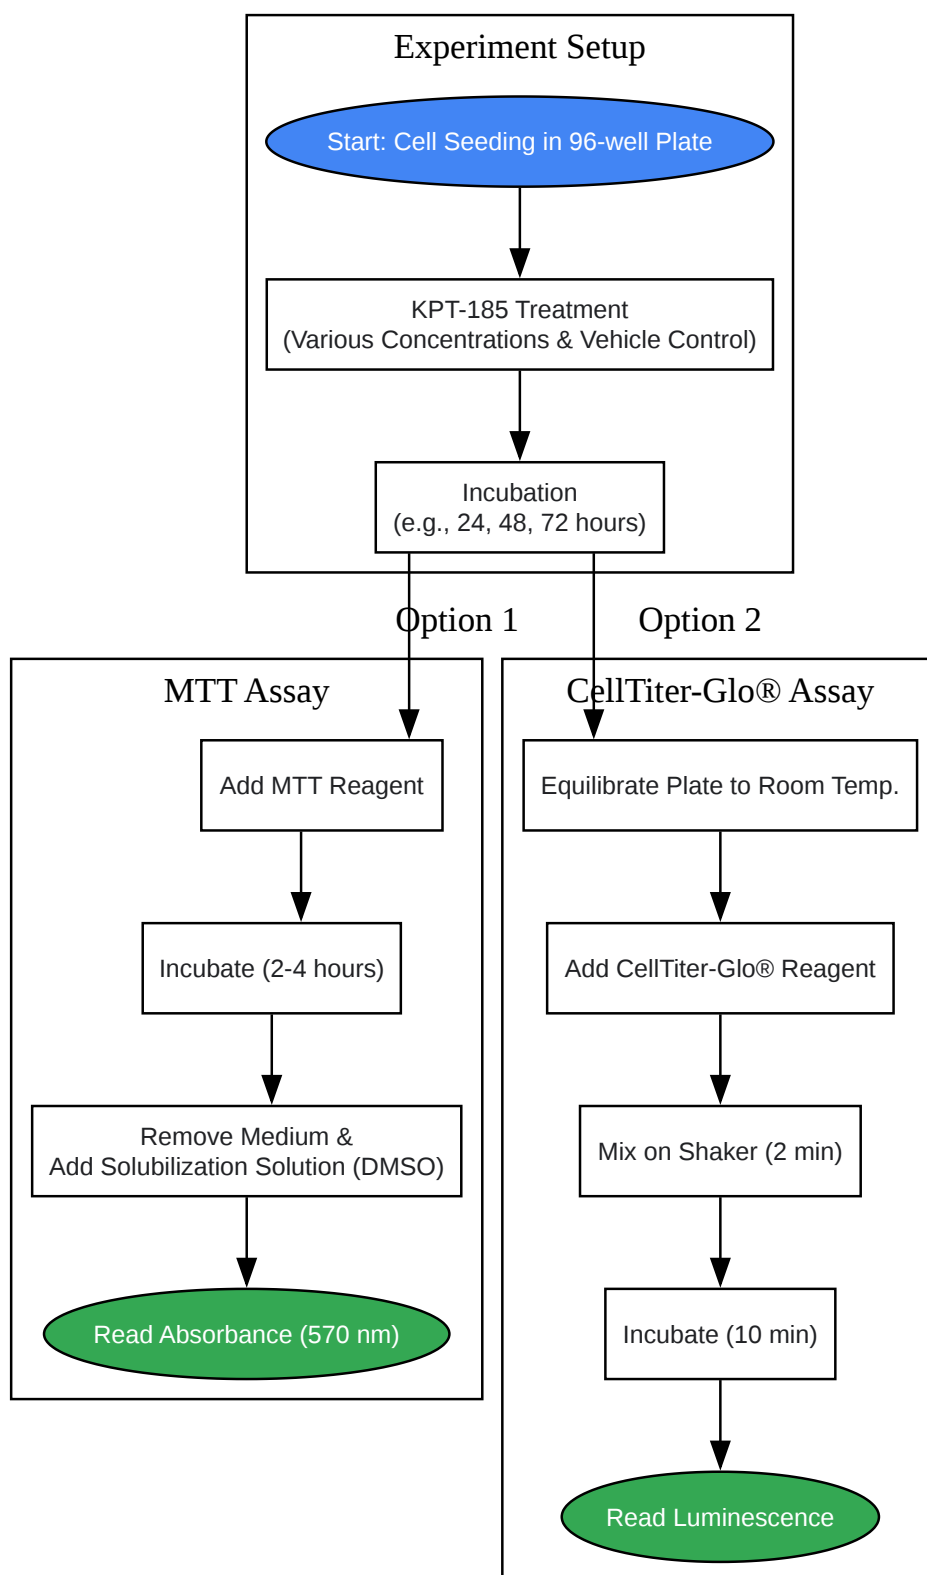 Experiment Setup
Start: Cell Seeding in 96-well Plate
KPT-185 Treatment
(Various Concentrations & Vehicle Control)
Incubation
(e.g., 24, 48, 72 hours)
Option 1
Option 2
MTT Assay
Add MTT Reagent
Incubate (2-4 hours)
Remove Medium &
Add Solubilization Solution (DMSO)
Read Absorbance (570 nm)
CellTiter-Glo® Assay
Equilibrate Plate to Room Temp.
Add CellTiter-Glo® Reagent
Mix on Shaker (2 min)
Incubate (10 min)
Read Luminescence